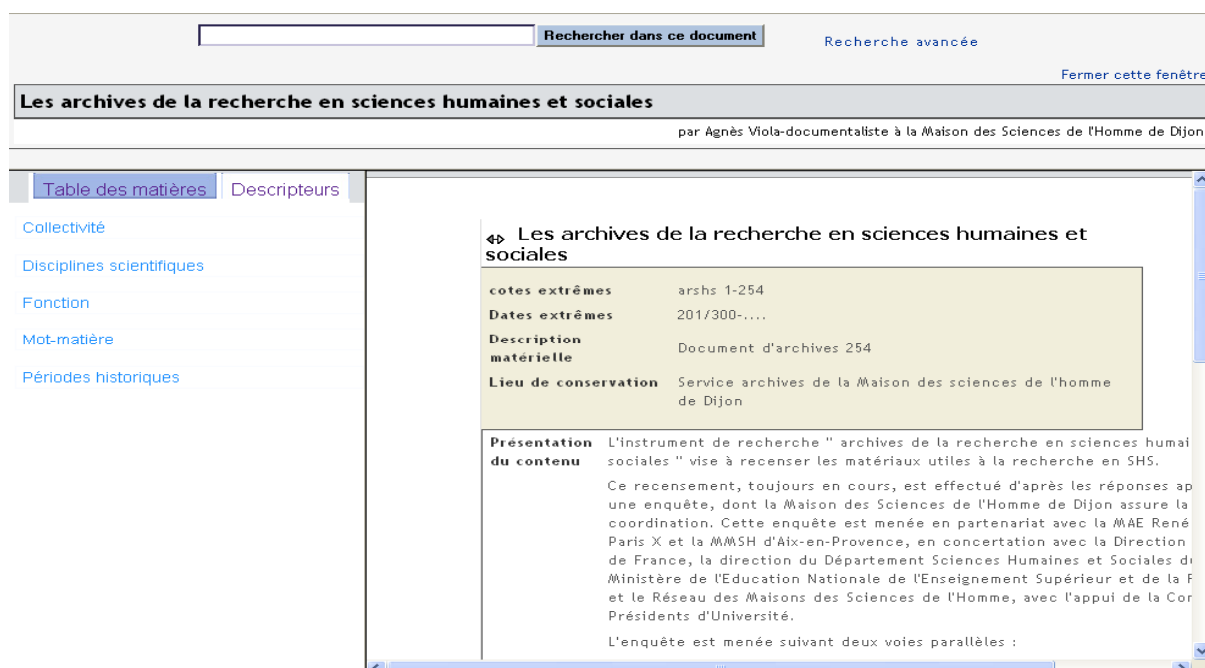 Rechercher dans ce document
Recherche avancée
Fermer cette fenêtre
Les archives de la recherche en sciences humaines et sociales
par Agnès Viola-documentaliste à la Maison des Sciences de l'Homme de Dijon
Table des matières
Descripteurs
Collectivité
Disciplines scientifiques
Fonction
Mot-matière
Périodes historiques
Les archives de la recherche en sciences humaines et
sociales
cotes extrêmes arshs 1-254
Dates extrêmes 201/300-....
Description
matérielle
Document d'archives 254
Lieu de conservation Service archives de la Maison des sciences de l'homme
de Dijon
Présentation
du contenu
L'instrument de recherche " archives de la recherche en sciences humai
sociales " vise à recenser les matériaux utiles à la recherche en SHS.
Ce recensement, toujours en cours, est effectué d'après les réponses ap
une enquête, dont la Maison des Sciences de l'Homme de Dijon assure la
coordination. Cette enquête est menée en partenariat avec la MAE René
Paris X et la MMSH d'Aix-en-Provence, en concertation avec la Direction
de France, la direction du Département Sciences Humaines et Sociales d
Ministère de l'Education Nationale de l'Enseignement Supérieur et de la
et le Réseau des Maisons des Sciences de l'Homme, avec l'appui de la Con
Présidents d'Université.
L'enquête est menée suivant deux voies parallèles :